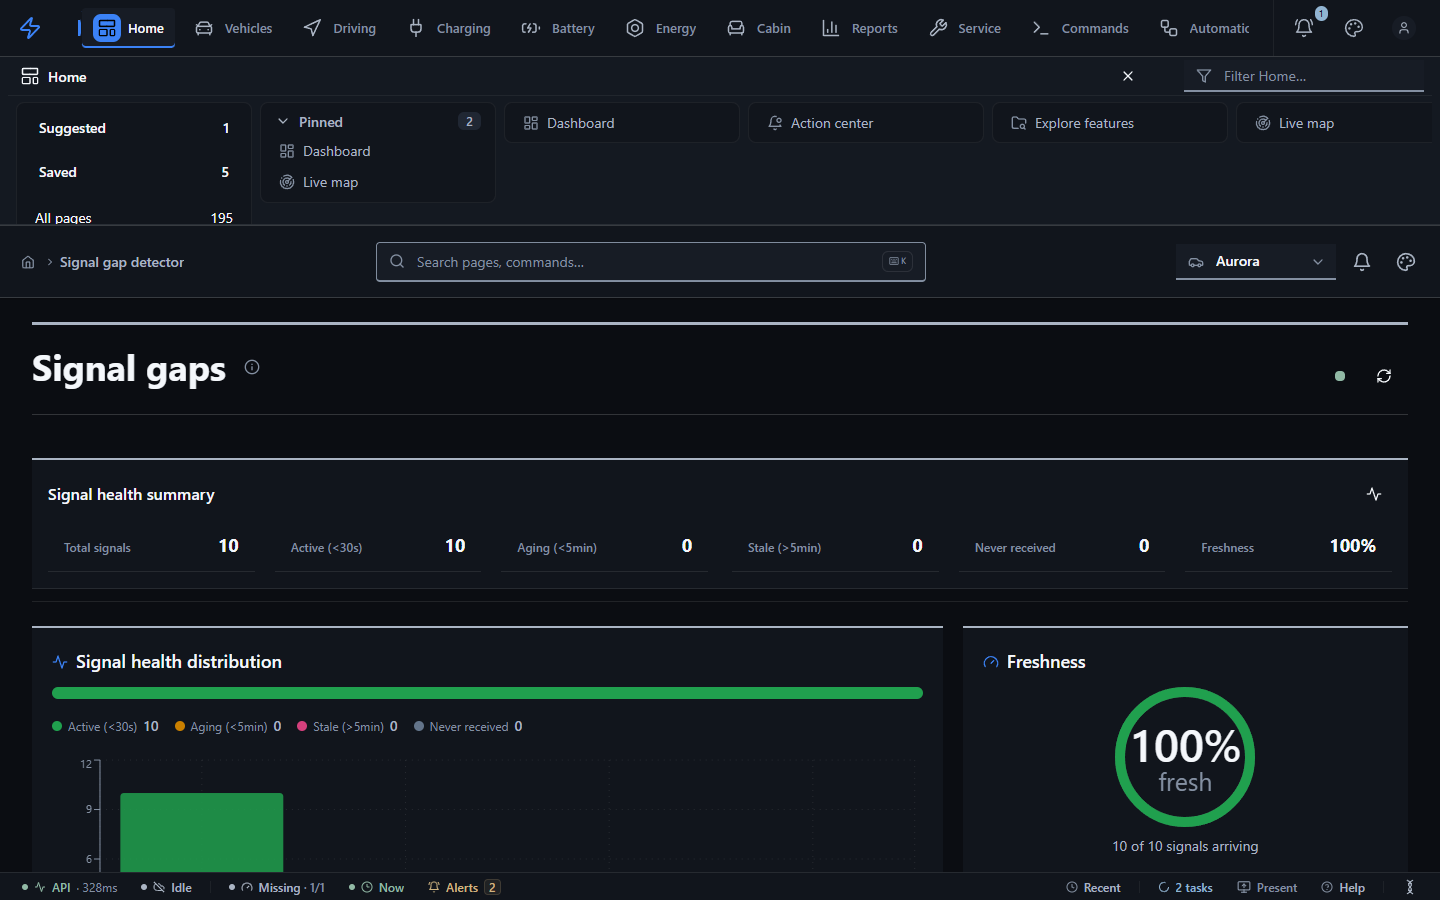 Home
Vehicles
Driving
Charging
Battery
Energy
Cabin
Reports
Service
Commands
Automatic
1
Home
Filter Home...
Suggested 1
Saved 5
All pages 195
Pinned 2
Dashboard
Live map
Dashboard
Action center
Explore features
Live map
Signal gap detector
Search pages, commands...
K
Aurora
Signal gaps
Signal health summary
Total signals 10
Active (<30s) 10
Aging (<5min) 0
Stale (>5min) 0
Never received 0
Freshness 100%
Signal health distribution
Active (<30s) 10
Aging (<5min) 0
Stale (>5min) 0
Never received 0
12
9
6
Freshness
100%
fresh
10 of 10 signals arriving
API · 328ms
Idle
Missing · 1/1
Now
Alerts 2
Recent
2 tasks
Present
Help